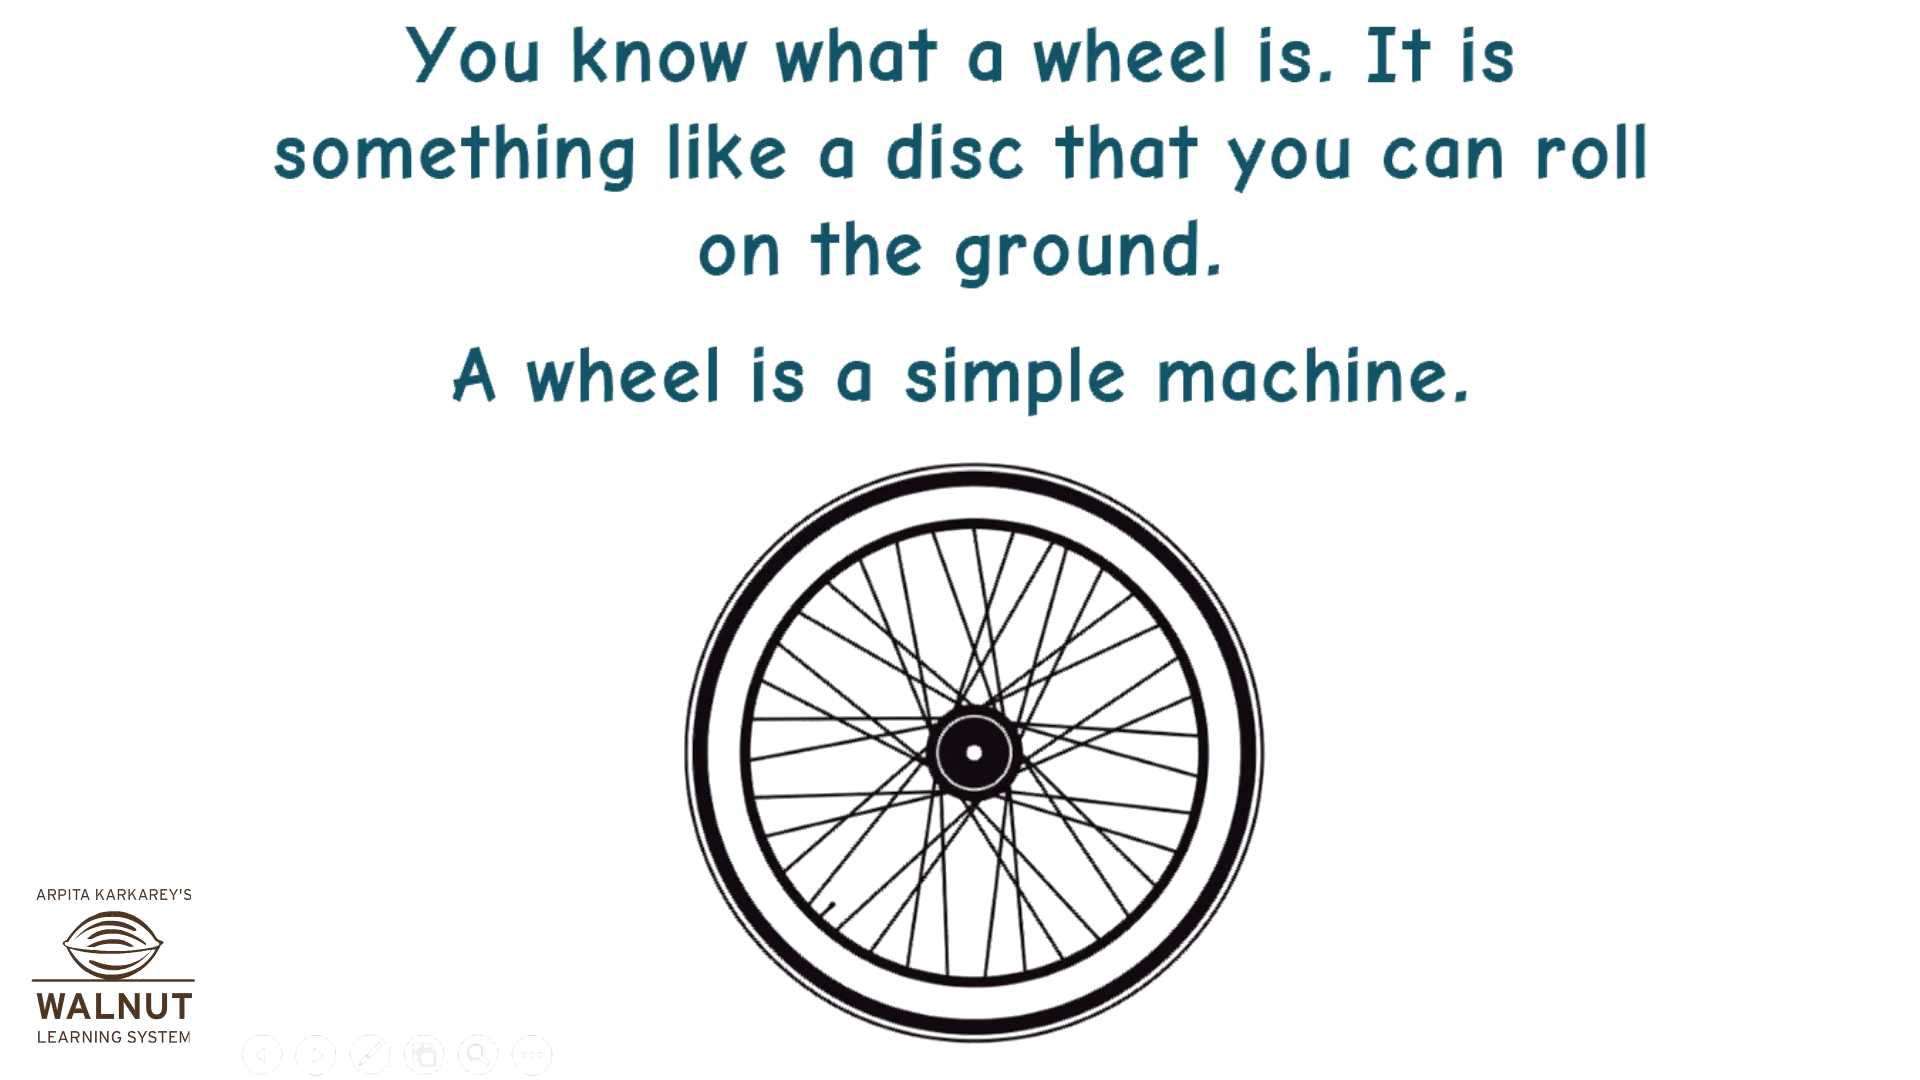 You know what a wheel is. It is
something like a disc that you can roll
on the ground.
A wheel is a simple machine.
ARPITA KARKAREY'S
WALNUT
LEARNING SYSTEM